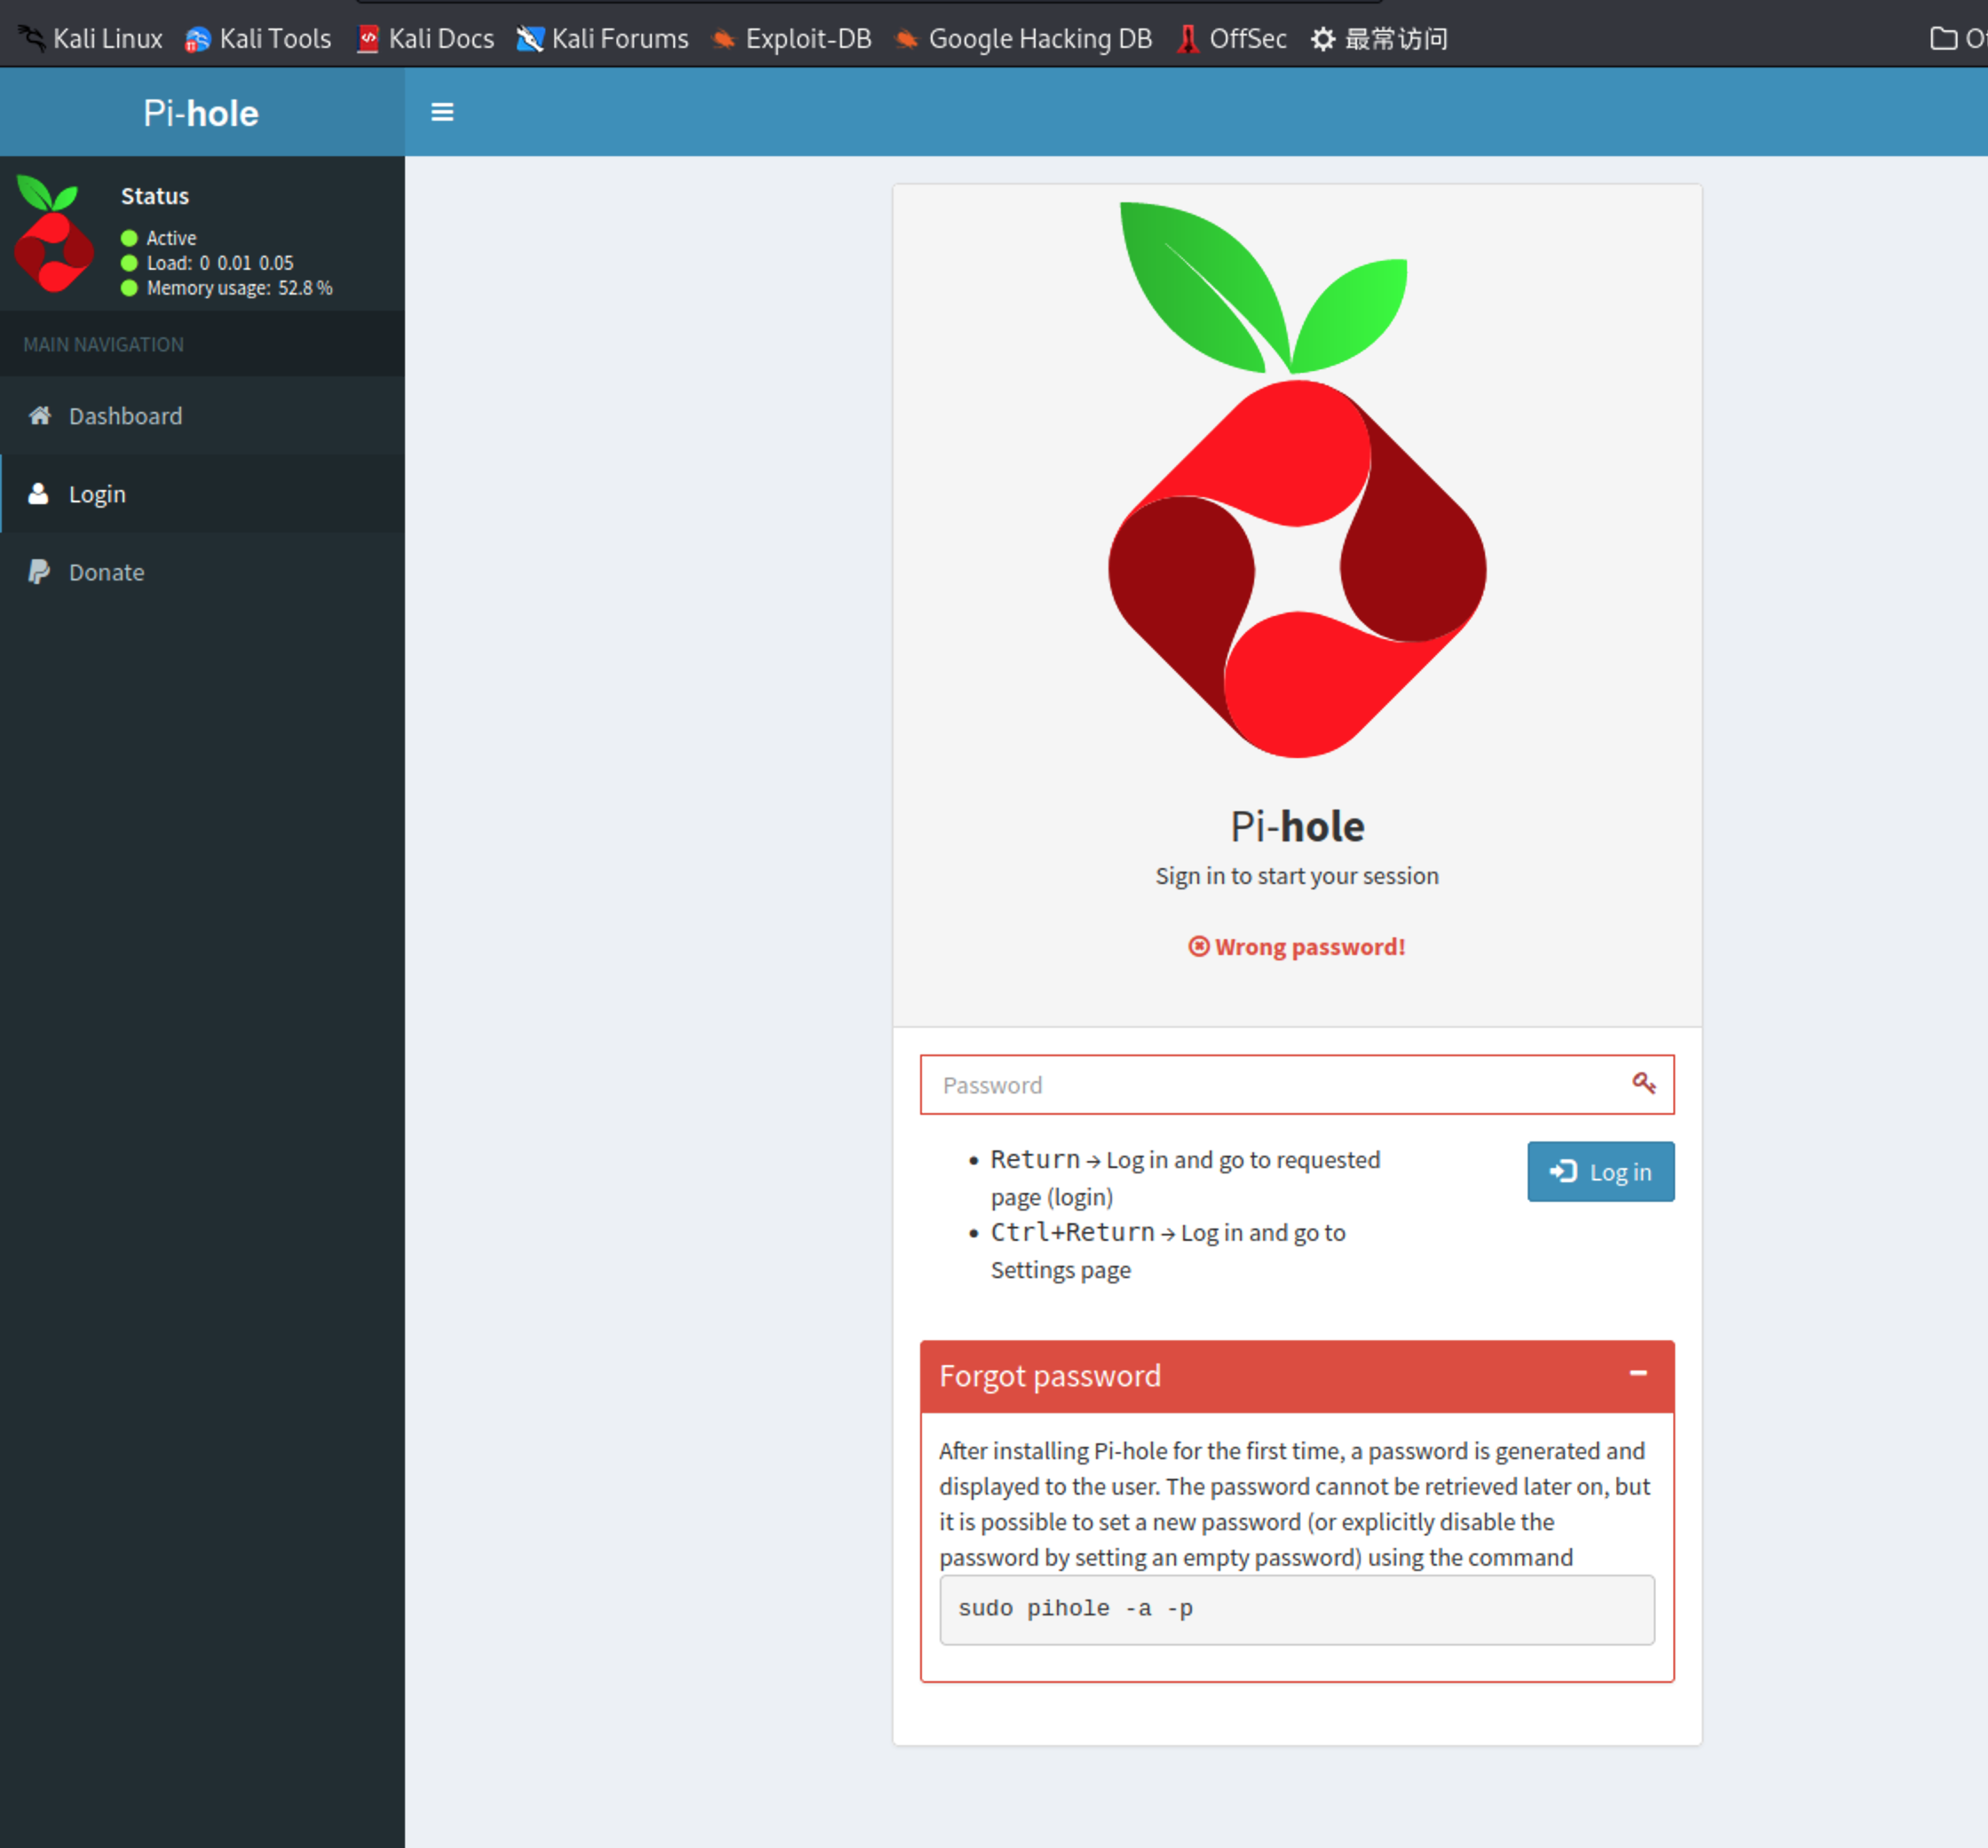 Kali Linux Kali Tools Kali Docs Kali Forums Exploit-DB Google Hacking DB OffSec 最常访问
Pi-hole
Status
Active
Load: 0 0.01 0.05
Memory usage: 52.8 %
MAIN NAVIGATION
Dashboard
Login
Donate
Pi-hole
Sign in to start your session
Wrong password!
Password
Return → Log in and go to requested
page (login)
Ctrl+Return → Log in and go to
Settings page
Log in
Forgot password
After installing Pi-hole for the first time, a password is generated and
displayed to the user. The password cannot be retrieved later on, but
it is possible to set a new password (or explicitly disable the
password by setting an empty password) using the command
sudo pihole -a -p